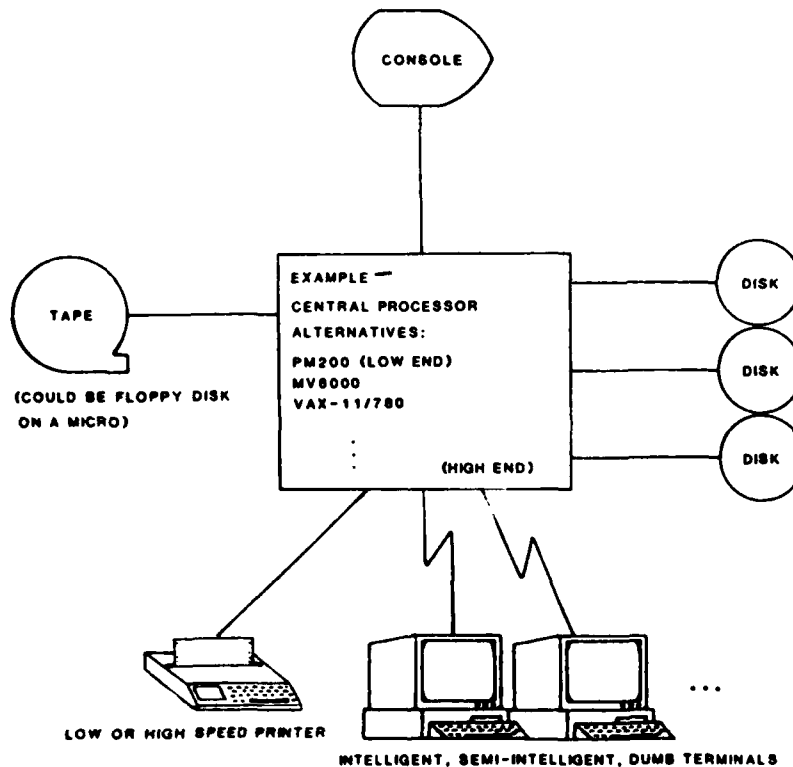 CONSOLE
EXAMPLE —
CENTRAL PROCESSOR
ALTERNATIVES:
PM200 (LOW END)
MV8000
VAX-11/780
(HIGH END)
TAPE
(COULD BE FLOPPY DISK
ON A MICRO)
DISK
DISK
DISK
LOW OR HIGH SPEED PRINTER
...
INTELLIGENT, SEMI-INTELLIGENT, DUMB TERMINALS